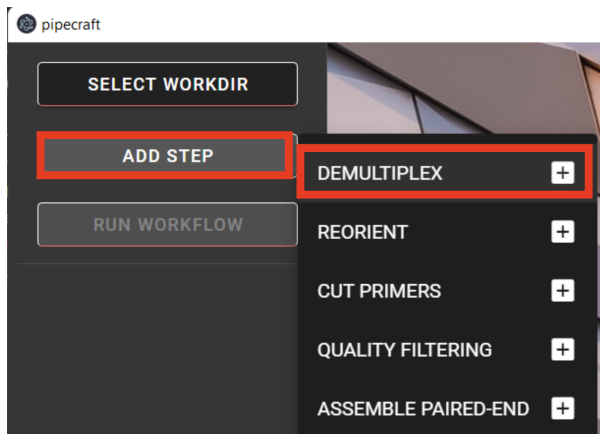 pipecraft
SELECT WORKDIR
ADD STEP
RUN WORKFLOW
DEMULTIPLEX
REORIENT
CUT PRIMERS
QUALITY FILTERING
ASSEMBLE PAIRED-END